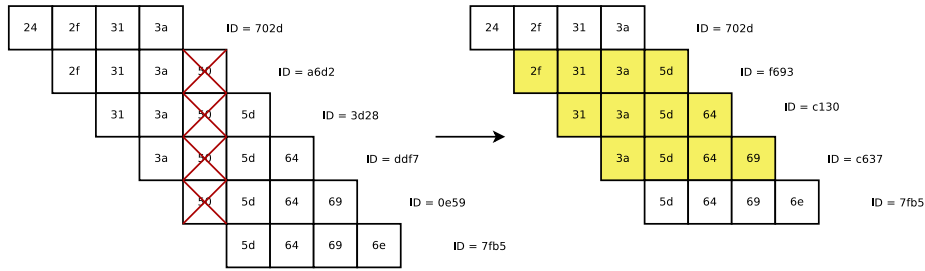 24 2f 31 3a ID = 702d
2f 31 3a 50 ID = a6d2
31 3a 50 5d ID = 3d28
3a 50 5d 64 ID = ddf7
50 5d 64 69 ID = 0e59
5d 64 69 6e ID = 7fb5
24 2f 31 3a ID = 702d
2f 31 3a 5d ID = f693
31 3a 5d 64 ID = c130
3a 5d 64 69 ID = c637
5d 64 69 6e ID = 7fb5